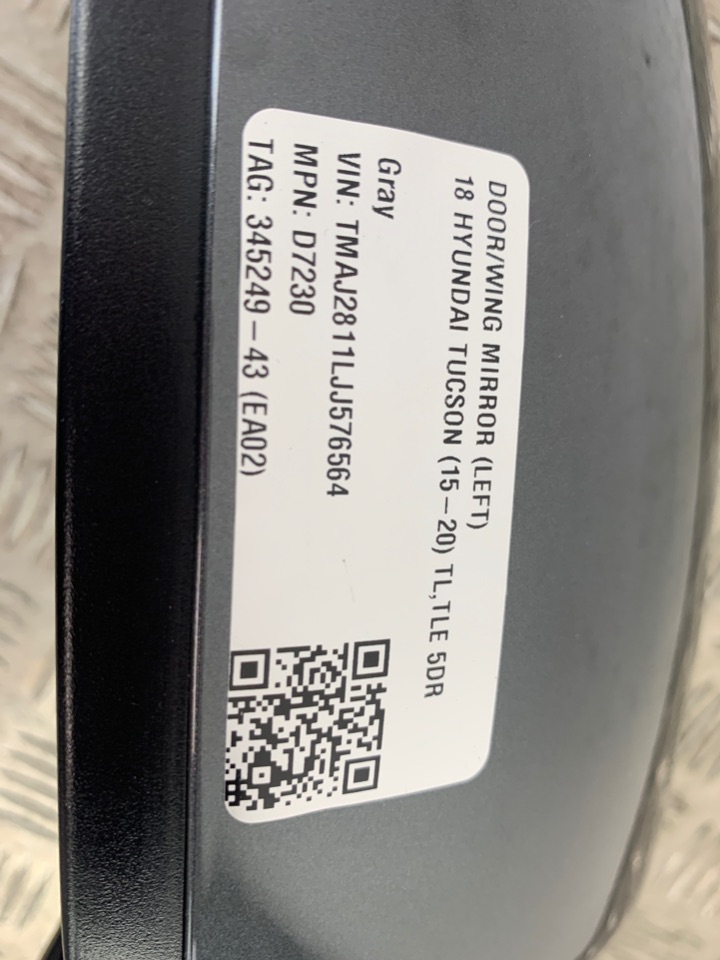 DOOR/WING MIRROR (LEFT)
18 HYUNDAI TUCSON (15-20) TL,TLE 5DR
Gray
VIN: TMAJ2811LJJ576564
MPN: D7230
TAG: 345249-43 (EA02)